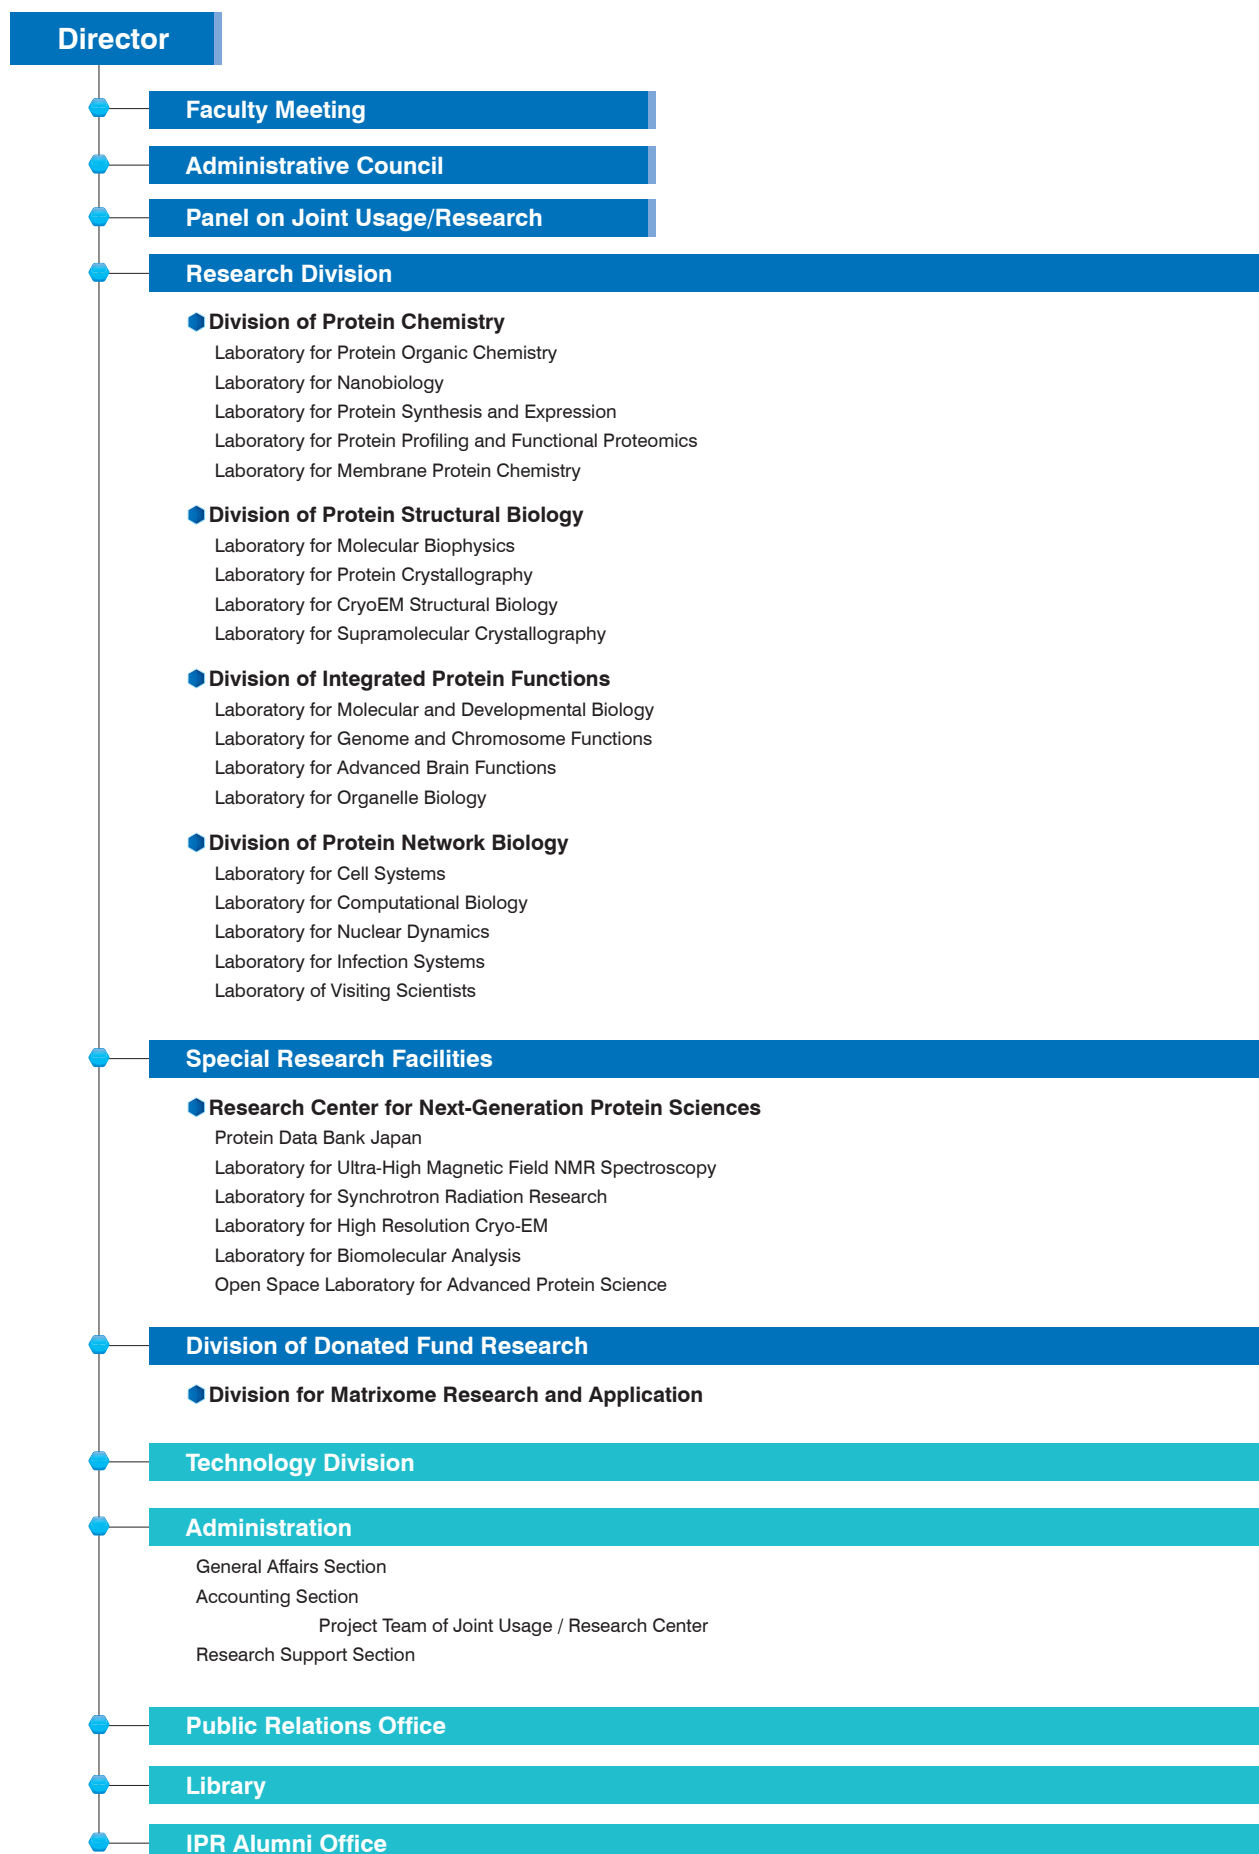 Director
Faculty Meeting
Administrative Council
Panel on Joint Usage/Research
Research Division
Division of Protein Chemistry
Laboratory for Protein Organic Chemistry
Laboratory for Nanobiology
Laboratory for Protein Synthesis and Expression
Laboratory for Protein Profiling and Functional Proteomics
Laboratory for Membrane Protein Chemistry
Division of Protein Structural Biology
Laboratory for Molecular Biophysics
Laboratory for Protein Crystallography
Laboratory for CryoEM Structural Biology
Laboratory for Supramolecular Crystallography
Division of Integrated Protein Functions
Laboratory for Molecular and Developmental Biology
Laboratory for Genome and Chromosome Functions
Laboratory for Advanced Brain Functions
Laboratory for Organelle Biology
Division of Protein Network Biology
Laboratory for Cell Systems
Laboratory for Computational Biology
Laboratory for Nuclear Dynamics
Laboratory for Infection Systems
Laboratory of Visiting Scientists
Special Research Facilities
Research Center for Next-Generation Protein Sciences
Protein Data Bank Japan
Laboratory for Ultra-High Magnetic Field NMR Spectroscopy
Laboratory for Synchrotron Radiation Research
Laboratory for High Resolution Cryo-EM
Laboratory for Biomolecular Analysis
Open Space Laboratory for Advanced Protein Science
Division of Donated Fund Research
Division for Matrixome Research and Application
Technology Division
Administration
General Affairs Section
Accounting Section
Project Team of Joint Usage / Research Center
Research Support Section
Public Relations Office
Library
IPR Alumni Office